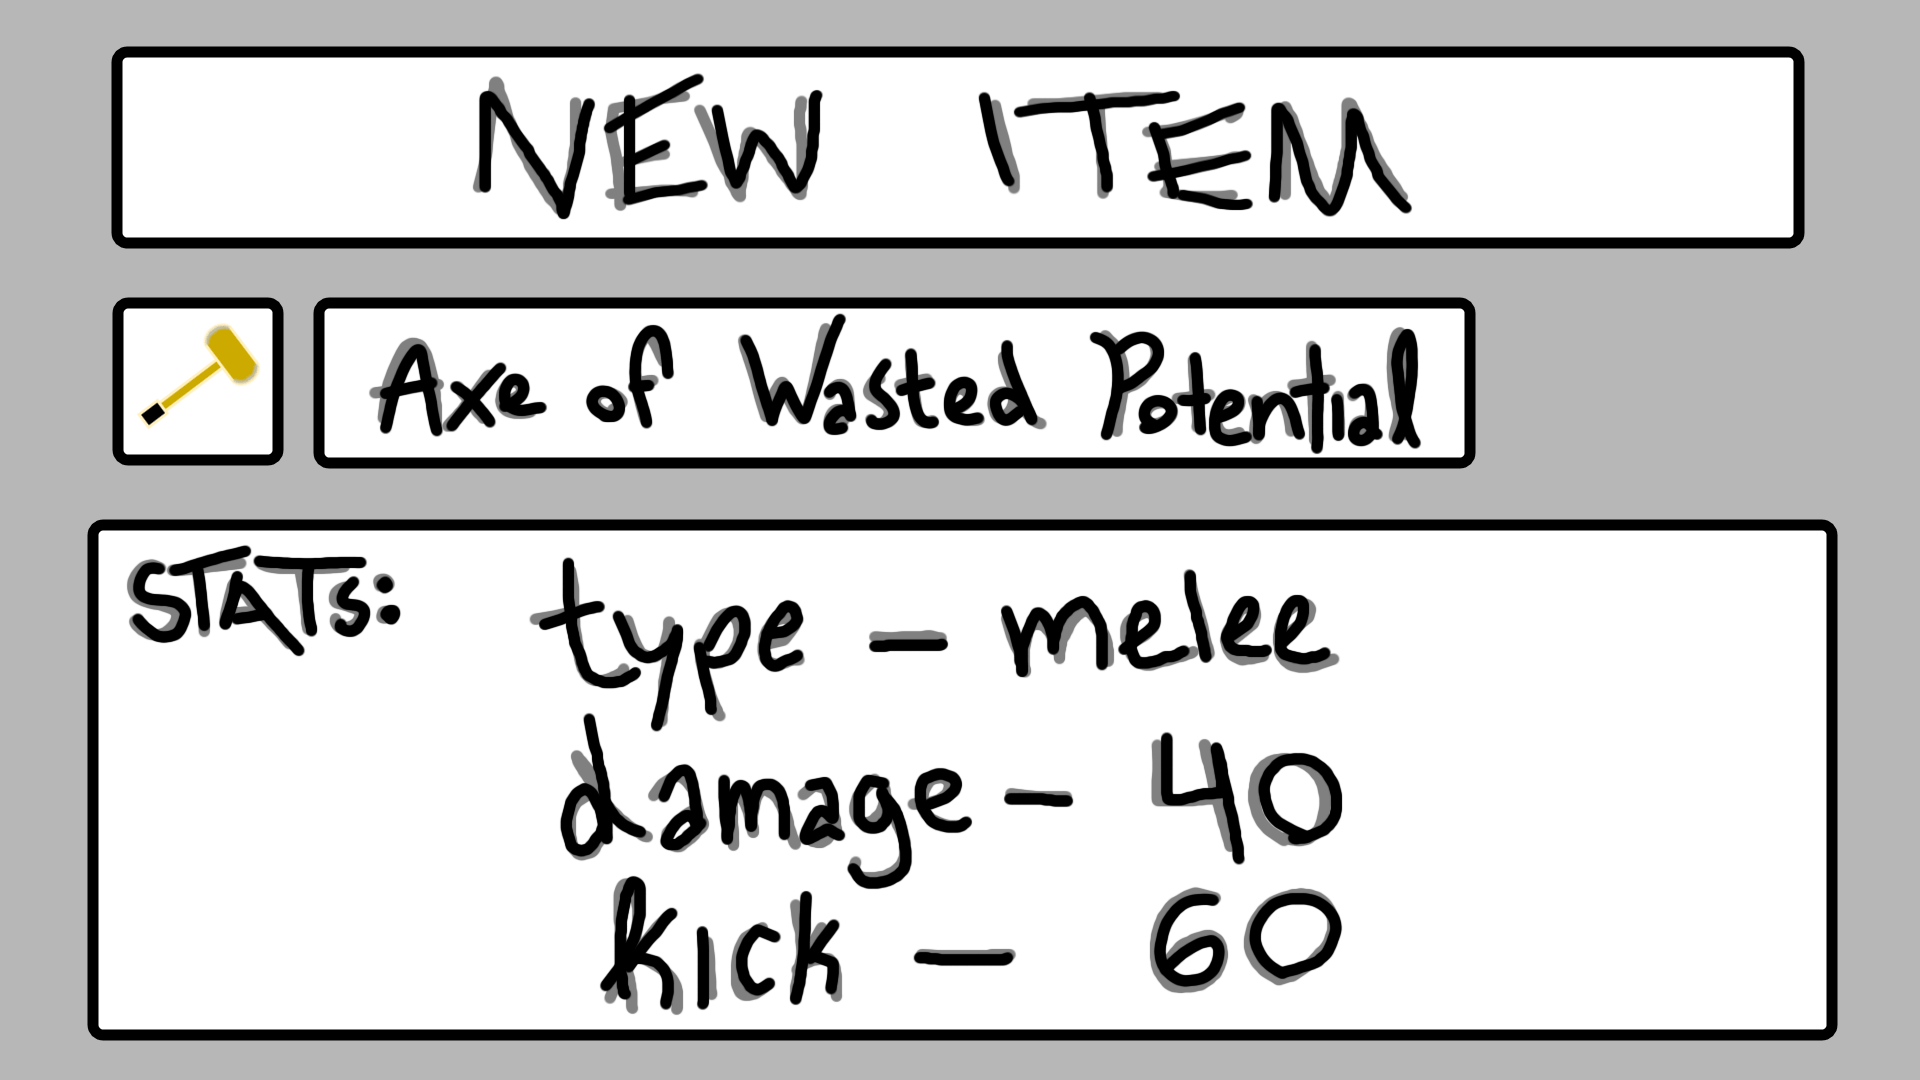 NEW ITEM
Axe of Wasted Potential
STATS:
type - melee
damage - 40
kick - 60